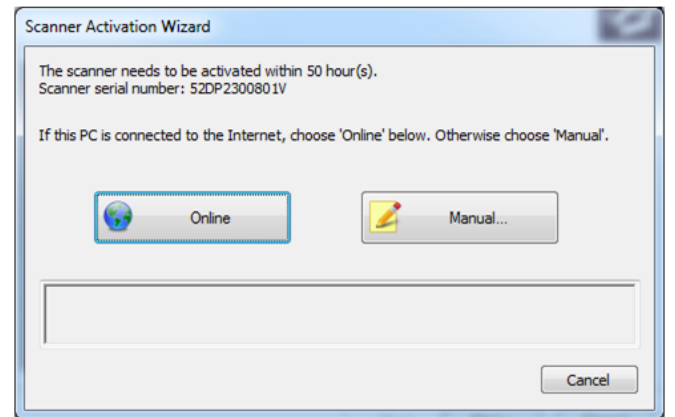 Scanner Activation Wizard
The scanner needs to be activated within 50 hour(s).
Scanner serial number: 52DP2300801V
If this PC is connected to the Internet, choose 'Online' below. Otherwise choose 'Manual'.
Online
Manual...
Cancel